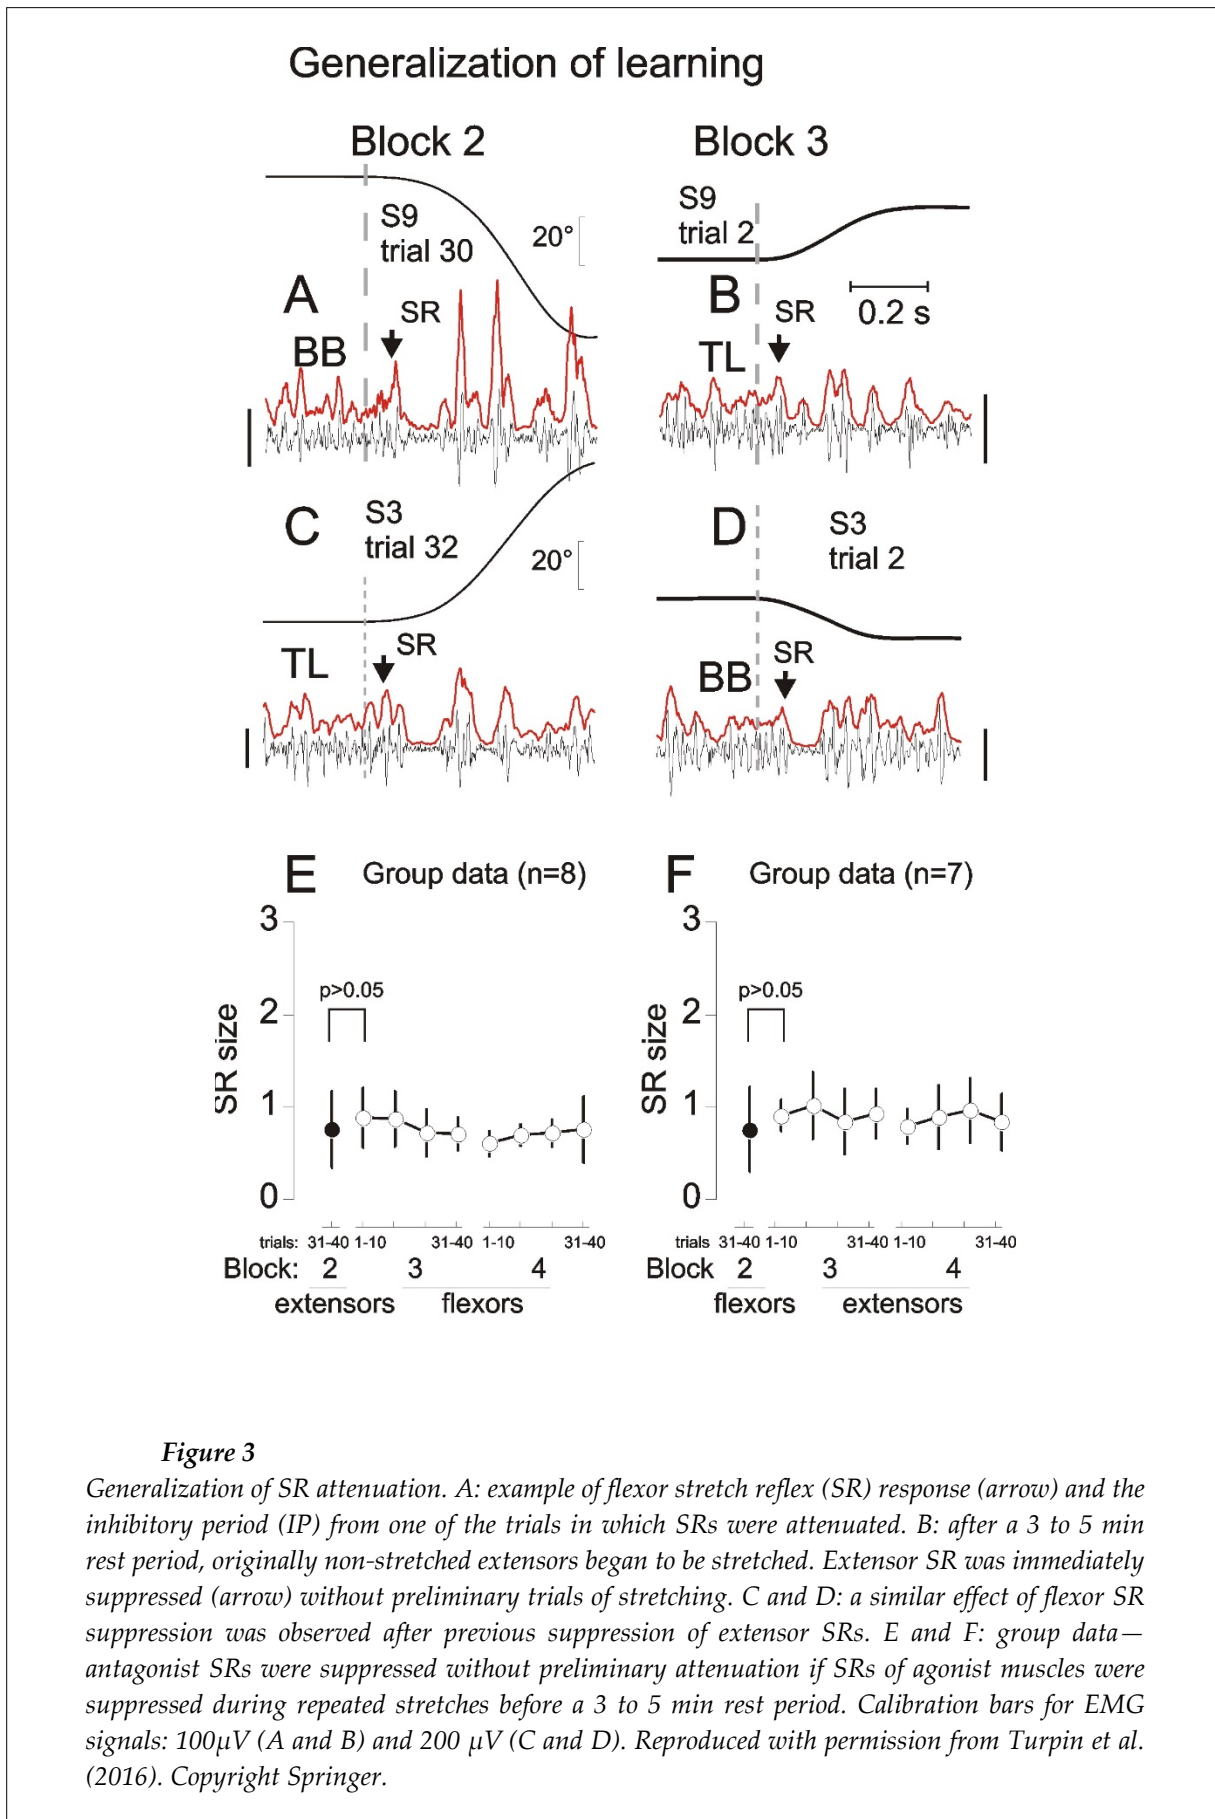 Generalization of learning
Block 2
Block 3
S9
trial 30
20°
S9
trial 2
A
BB
SR
B
SR
0.2 s
TL
C
S3
trial 32
20°
D
S3
trial 2
TL
SR
BB
SR
E
Group data (n=8)
F
Group data (n=7)
3
p>0.05
2
SR size
1
0
trials: 31-40 1-10 31-40 1-10 31-40
Block: 2 3 4
extensors flexors
3
p>0.05
2
SR size
1
0
trials 31-40 1-10 31-40 1-10 31-40
Block 2 3 4
flexors extensors
Figure 3
Generalization of SR attenuation. A: example of flexor stretch reflex (SR) response (arrow) and the
inhibitory period (IP) from one of the trials in which SRs were attenuated. B: after a 3 to 5 min
rest period, originally non-stretched extensors began to be stretched. Extensor SR was immediately
suppressed (arrow) without preliminary trials of stretching. C and D: a similar effect of flexor SR
suppression was observed after previous suppression of extensor SRs. E and F: group data—
antagonist SRs were suppressed without preliminary attenuation if SRs of agonist muscles were
suppressed during repeated stretches before a 3 to 5 min rest period. Calibration bars for EMG
signals: 100μV (A and B) and 200 μV (C and D). Reproduced with permission from Turpin et al.
(2016). Copyright Springer.